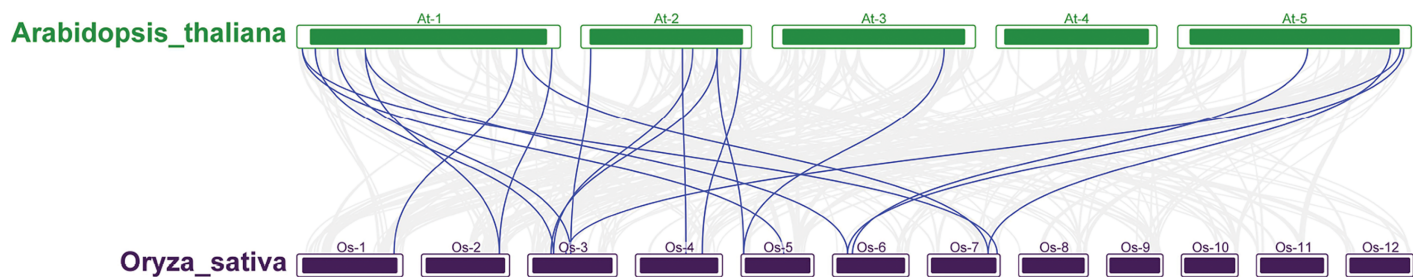 At-1 At-2 At-3 At-4 At-5
Arabidopsis_thaliana
Os-1 Os-2 Os-3 Os-4 Os-5 Os-6 Os-7 Os-8 Os-9 Os-10 Os-11 Os-12
Oryza_sativa